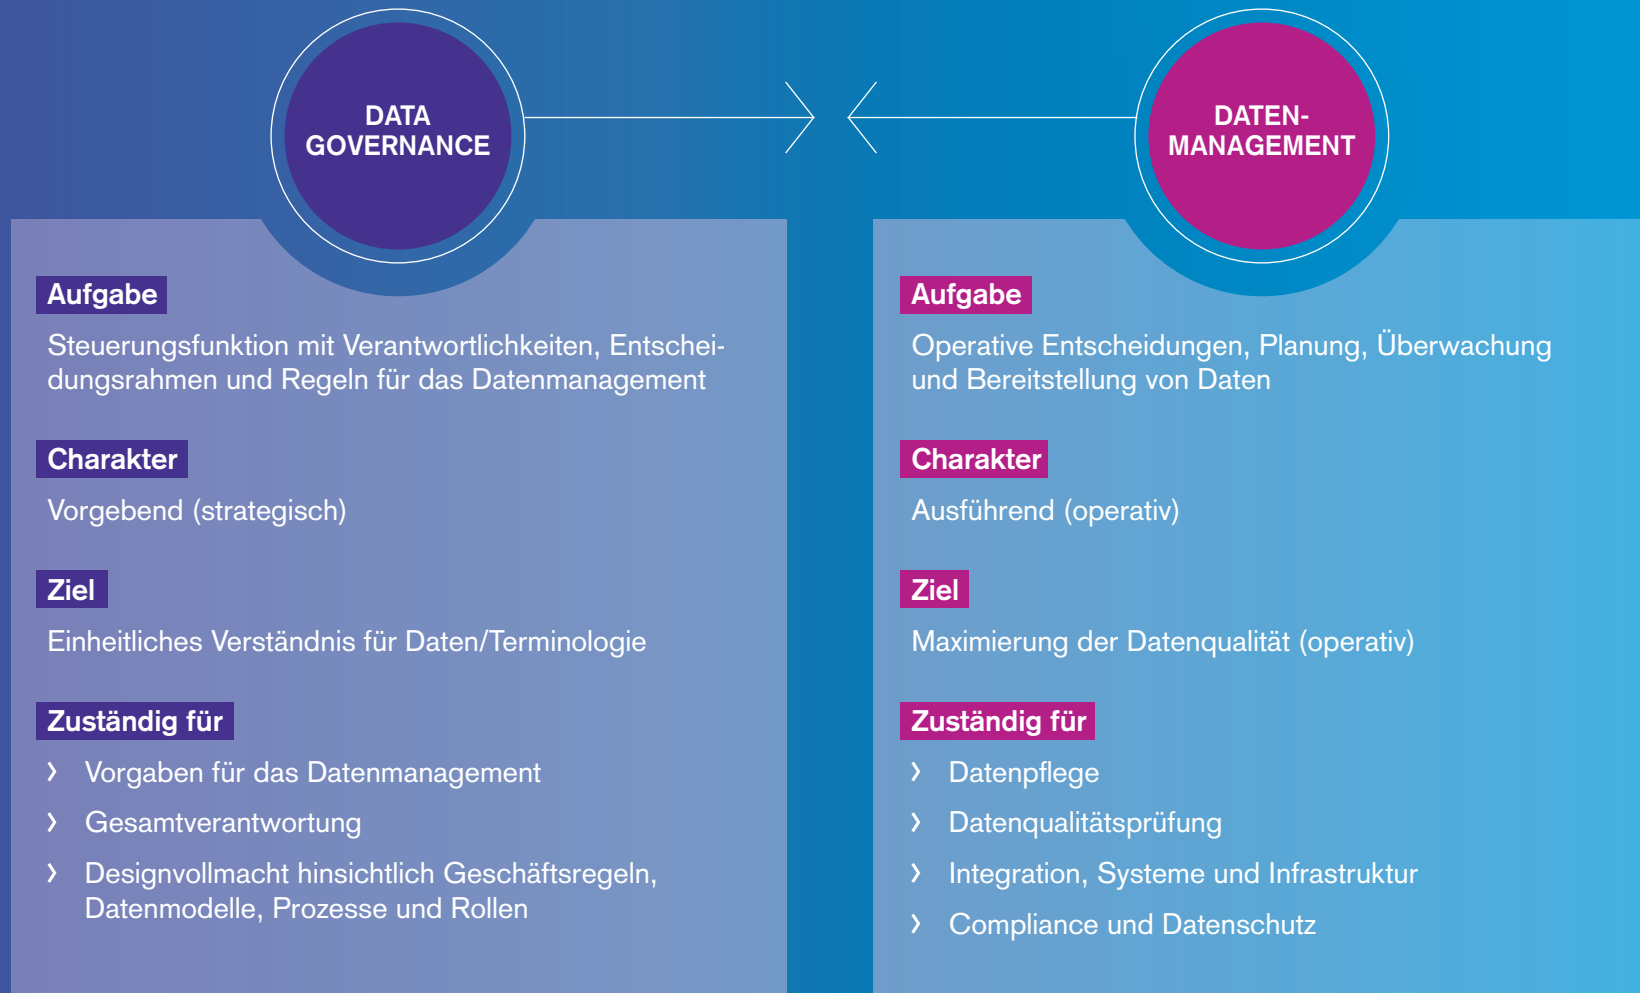 DATA
GOVERNANCE
Aufgabe
Steuerungsfunktion mit Verantwortlichkeiten, Entschei-
dungsrahmen und Regeln für das Datenmanagement
Charakter
Vorgebend (strategisch)
Ziel
Einheitliches Verständnis für Daten/Terminologie
Zuständig für
Vorgaben für das Datenmanagement
Gesamtverantwortung
Designvollmacht hinsichtlich Geschäftsregeln,
Datenmodelle, Prozesse und Rollen
DATEN-
MANAGEMENT
Aufgabe
Operative Entscheidungen, Planung, Überwachung
und Bereitstellung von Daten
Charakter
Ausführend (operativ)
Ziel
Maximierung der Datenqualität (operativ)
Zuständig für
Datenpflege
Datenqualitätsprüfung
Integration, Systeme und Infrastruktur
Compliance und Datenschutz